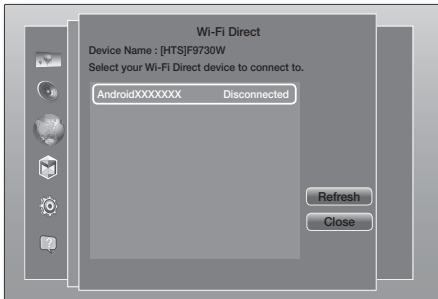 Wi-Fi Direct
Device Name : [HTS]F9730W
Select your Wi-Fi Direct device to connect to.
AndroidXXXXXXX Disconnected
Refresh
Close
?